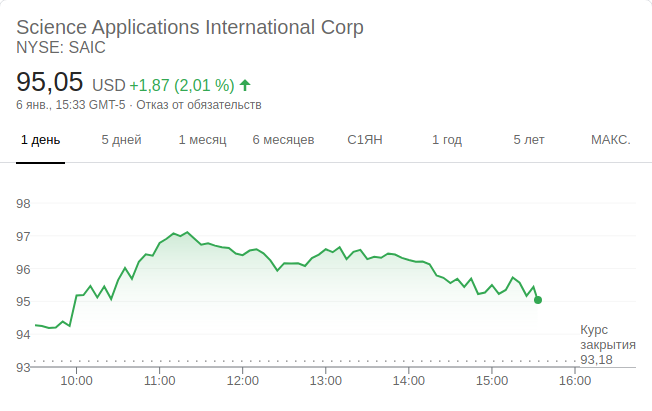 Science Applications International Corp
NYSE: SAIC
95,05 USD +1,87 (2,01 %) ↑
6 янв., 15:33 GMT-5 · Отказ от обязательств
1 день 5 дней 1 месяц 6 месяцев С1ЯН 1 год 5 лет МАКС.
98
97
96
95
94
93
Курс
закрытия
93,18
10:00 11:00 12:00 13:00 14:00 15:00 16:00